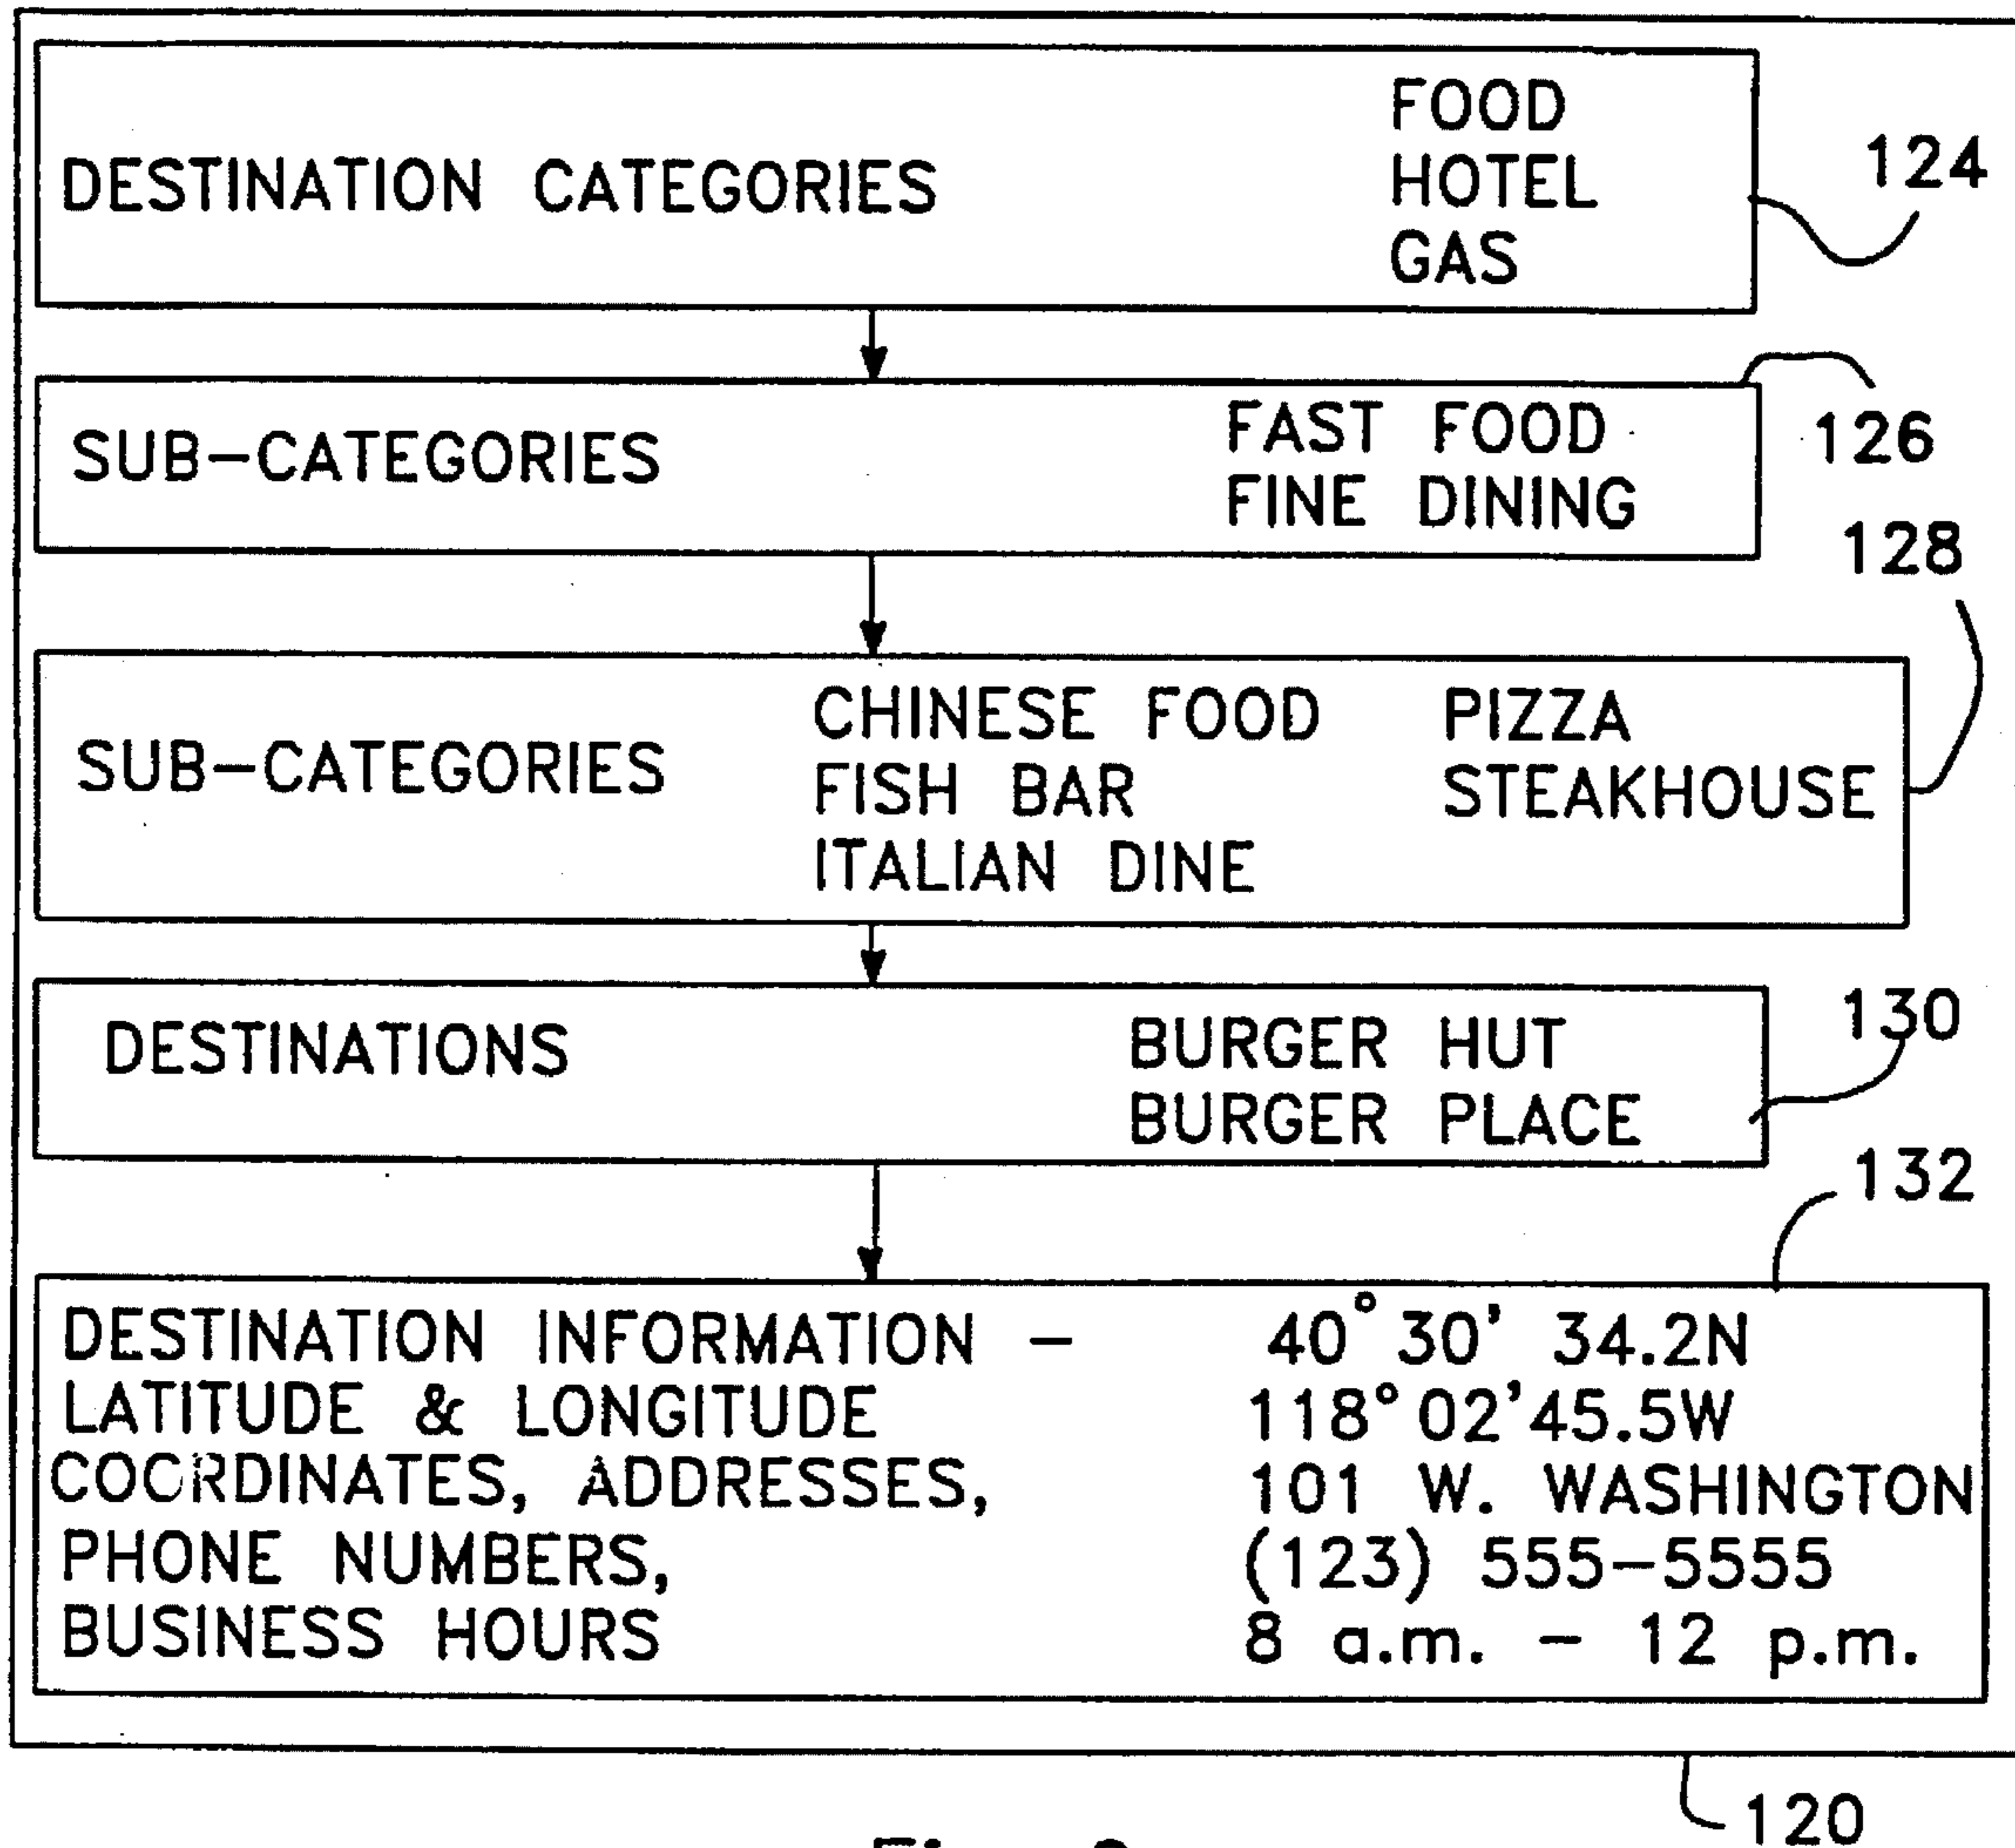 DESTINATION CATEGORIES
FOOD
HOTEL
GAS
124
SUB-CATEGORIES
FAST FOOD
FINE DINING
126
128
SUB-CATEGORIES
CHINESE FOOD PIZZA
FISH BAR STEAKHOUSE
ITALIAN DINE
DESTINATIONS
BURGER HUT
BURGER PLACE
130
132
DESTINATION INFORMATION - 40° 30' 34.2N
LATITUDE & LONGITUDE 118° 02'45.5W
COORDINATES, ADDRESSES, 101 W. WASHINGTON
PHONE NUMBERS, (123) 555-5555
BUSINESS HOURS 8 a.m. - 12 p.m.
120